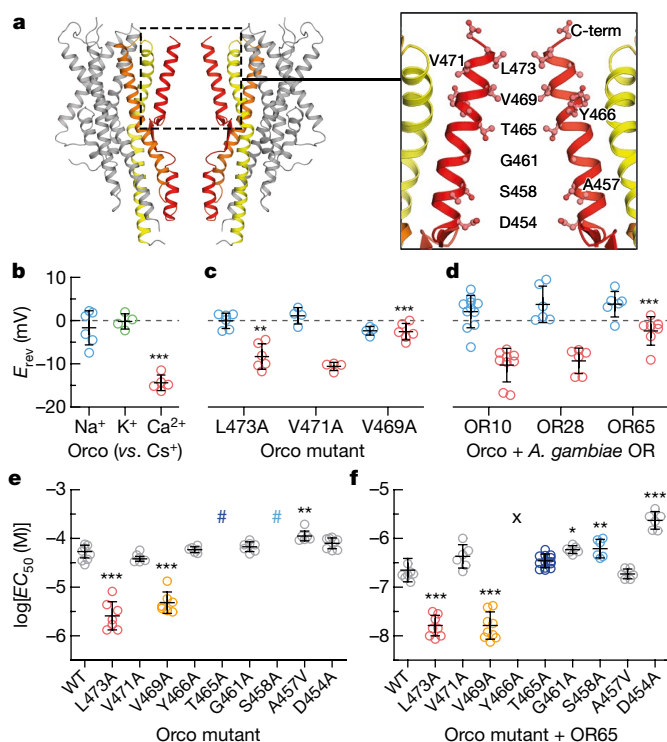 a
C-term
V471
L473
V469
Y466
T465
G461
A457
S458
D454
b
c
d
10
0
−10
−20
E_rev (mV)
***
**
***
***
Na⁺ K⁺ Ca²⁺
L473A V471A V469A
OR10 OR28 OR65
Orco (vs. Cs⁺)
Orco mutant
Orco + A. gambiae OR
e
f
−3
−4
−5
−6
log[EC₅₀ (M)]
***
***
#
#
**
WT
L473A
V471A
V469A
Y466A
T465A
G461A
S458A
A457V
D454A
Orco mutant
−5
−6
−7
−8
***
***
x
*
**
***
WT
L473A
V471A
V469A
Y466A
T465A
G461A
S458A
A457V
D454A
Orco mutant + OR65